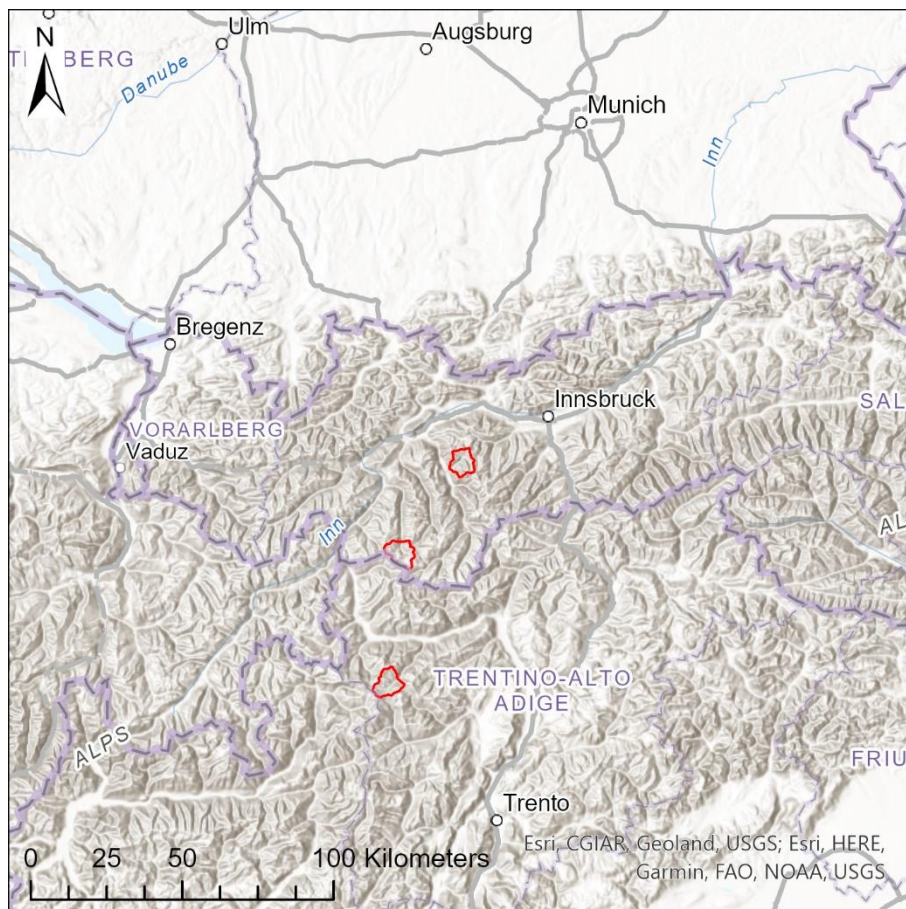 Ulm
Augsburg
N
TT
BERG
Danube
Munich
Inn
Bregenz
Innsbruck
SAL
VORARLBERG
Vaduz
Inn
AL
TRENTINO-ALTO
ADIGE
ALPS
FRIU
Trento
0 25 50 100 Kilometers
Esri, CGIAR, Geoland, USGS; Esri, HERE,
Garmin, FAO, NOAA, USGS